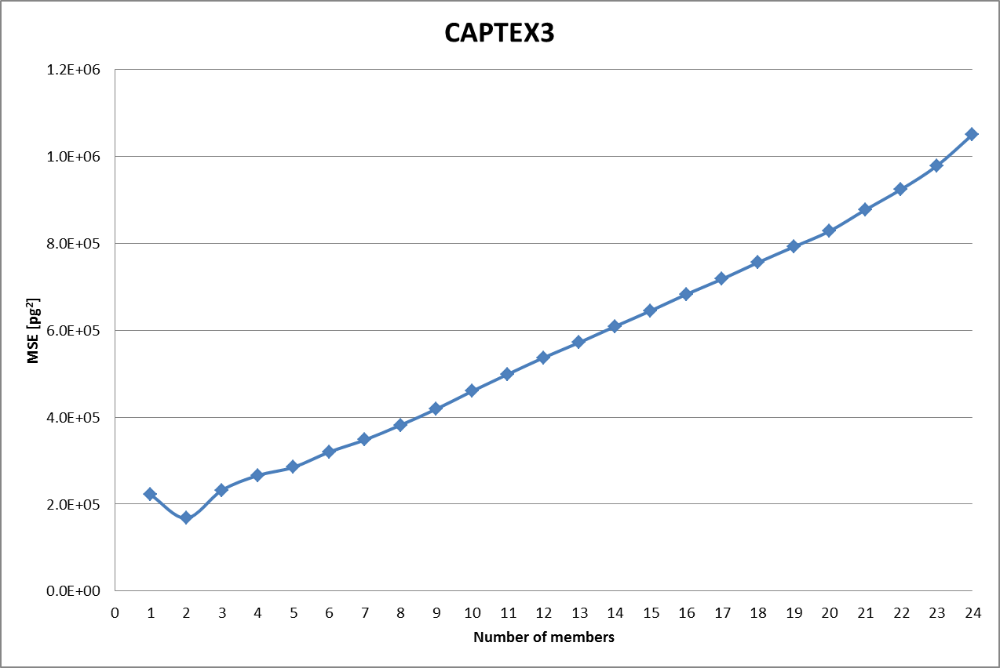 CAPTEX3
1.2E+06
1.0E+06
8.0E+05
6.0E+05
4.0E+05
2.0E+05
0.0E+00
MSE [pg²]
0 1 2 3 4 5 6 7 8 9 10 11 12 13 14 15 16 17 18 19 20 21 22 23 24
Number of members